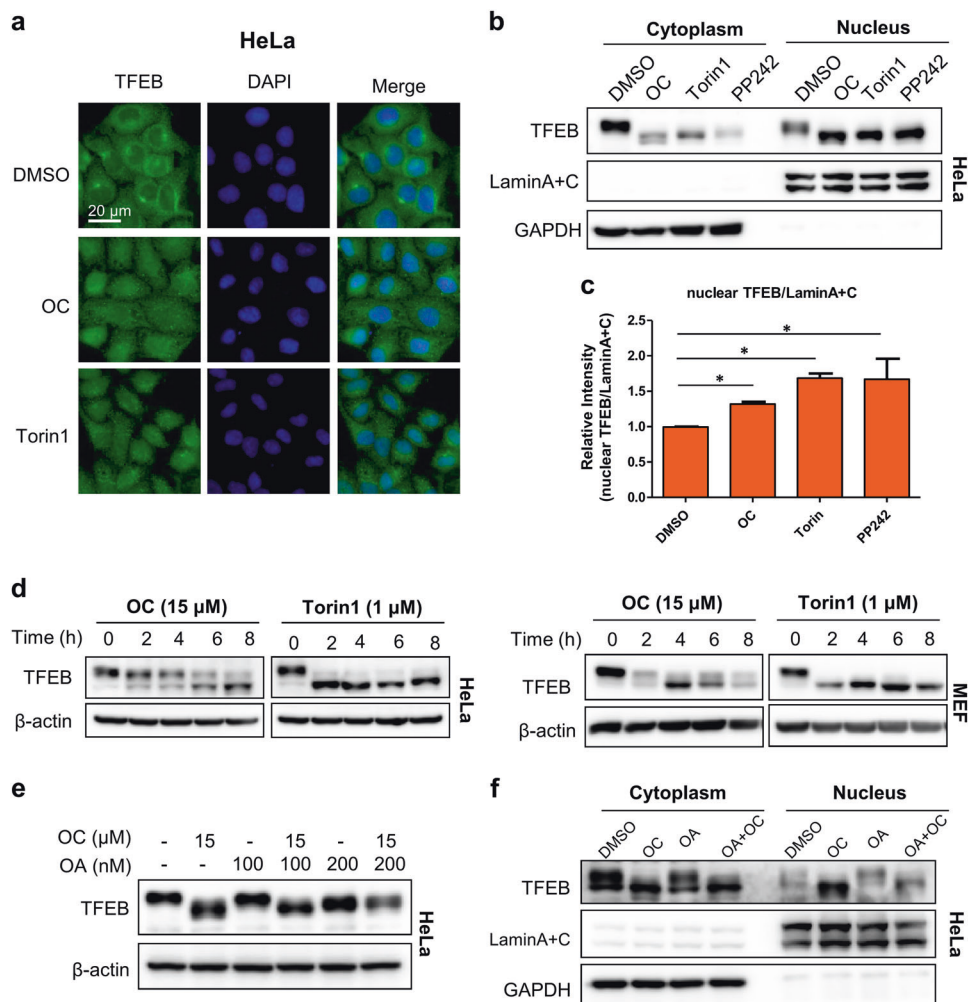 a
HeLa
TFEB DAPI Merge
DMSO
20 µm
OC
Torin1
b
Cytoplasm Nucleus
DMSO OC Torin1 PP242 DMSO OC Torin1 PP242
TFEB
LaminA+C
GAPDH
HeLa
c
nuclear TFEB/LaminA+C
Relative Intensity
(nuclear TFEB/LaminA+C)
2.5
2.0
1.5
1.0
0.5
0.0
*
*
*
DMSO OC Torin PP242
d
OC (15 µM) Torin1 (1 µM)
Time (h) 0 2 4 6 8 0 2 4 6 8
TFEB
β-actin
HeLa
OC (15 µM) Torin1 (1 µM)
Time (h) 0 2 4 6 8 0 2 4 6 8
TFEB
β-actin
MEF
e
OC (µM) - 15 - 15 - 15
OA (nM) - - 100 100 200 200
TFEB
β-actin
HeLa
f
Cytoplasm Nucleus
DMSO OC OA OA+OC DMSO OC OA OA+OC
TFEB
LaminA+C
GAPDH
HeLa